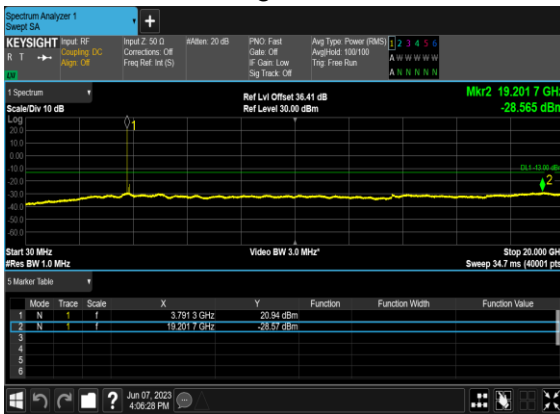 Spectrum Analyzer 1
Swept SA
KEYSIGHT
R T
LV
Input: RF
Coupling: DC
Align: Off
Input Z: 50 Ω
Corrections: Off
Freq Ref: Int (S)
#Atten: 20 dB
PNO: Fast
Gate: Off
IF Gain: Low
Sig Track: Off
Avg Type: Power (RMS)
Avg|Hold: 100/100
Trig: Free Run
1 2 3 4 5 6
A W W W W W
A N N N N N
1 Spectrum
Scale/Div 10 dB
Ref Lvl Offset 36.41 dB
Ref Level 30.00 dBm
Mkr2 19.201 7 GHz
-28.565 dBm
Log
20.0
10.0
0.00
-10.0
-20.0
-30.0
-40.0
-50.0
-60.0
1
DL1 -13.00 dBm
2
Start 30 MHz
#Res BW 1.0 MHz
Video BW 3.0 MHz*
Stop 20.000 GH
Sweep 34.7 ms (40001 pts
5 Marker Table
Mode Trace Scale X Y Function Function Width Function Value
1 N 1 f 3.791 3 GHz 20.94 dBm
2 N 1 f 19.201 7 GHz -28.57 dBm
3
4
5
6
?
Jun 07, 2023
4:06:28 PM